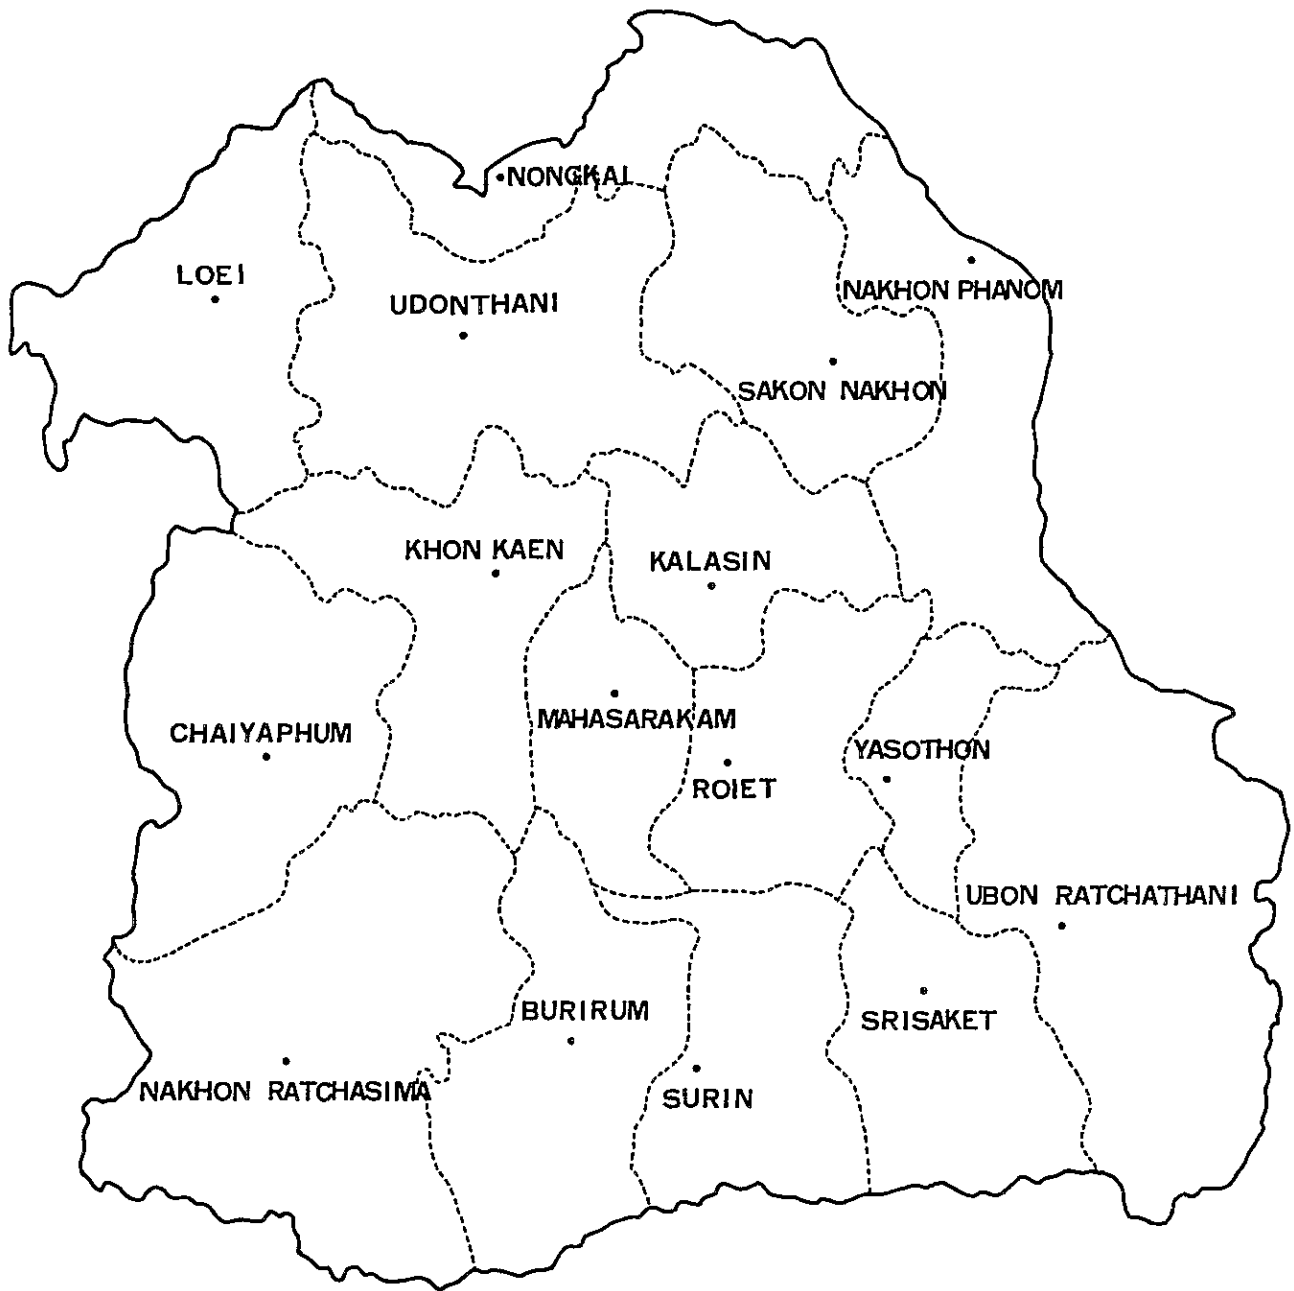 NONGKAI
LOEI
UDONTHANI
NAKHON PHANOM
SAKON NAKHON
KHON KAEN
KALASIN
MAHASARAKAM
CHAIYAPHUM
YASOTHON
ROIET
UBON RATCHATHANI
BURIRUM
SRISAKET
NAKHON RATCHASIMA
SURIN